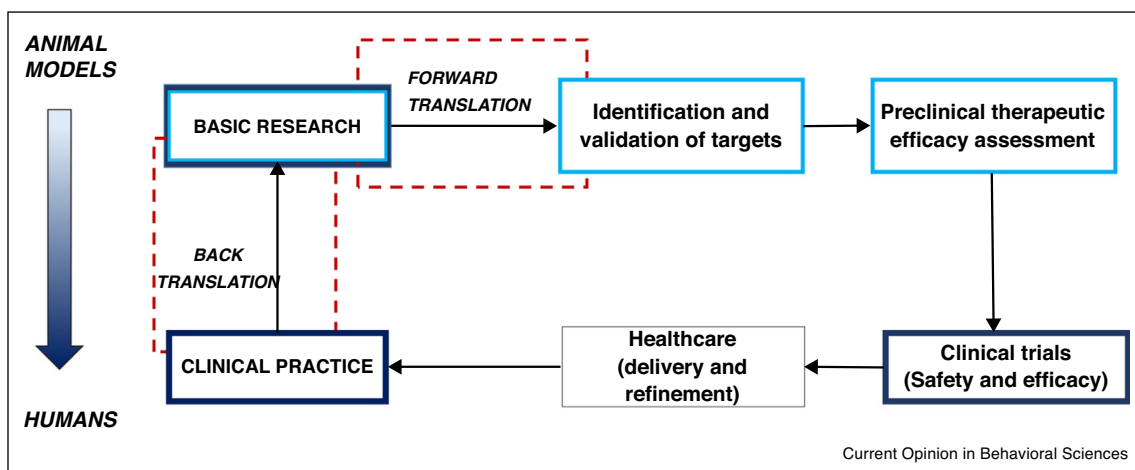 ANIMAL
MODELS
FORWARD
TRANSLATION
BASIC RESEARCH
Identification and
validation of targets
Preclinical therapeutic
efficacy assessment
BACK
TRANSLATION
CLINICAL PRACTICE
Healthcare
(delivery and
refinement)
Clinical trials
(Safety and efficacy)
HUMANS
Current Opinion in Behavioral Sciences